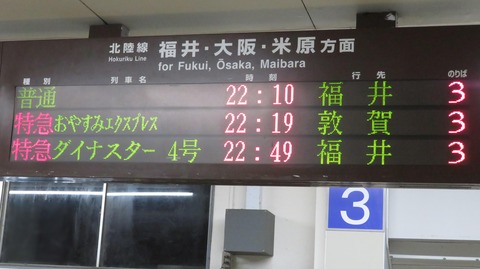 北陸線 福井・大阪・米原方面
Hokuriku Line for Fukui, Ōsaka, Maibara
種別 列車名 時刻 行先 のりば
普通 22:10 福井 3
特急 おやすみエクスプレス 22:19 敦賀 3
特急 ダイナスター 4号 22:49 福井 3
3